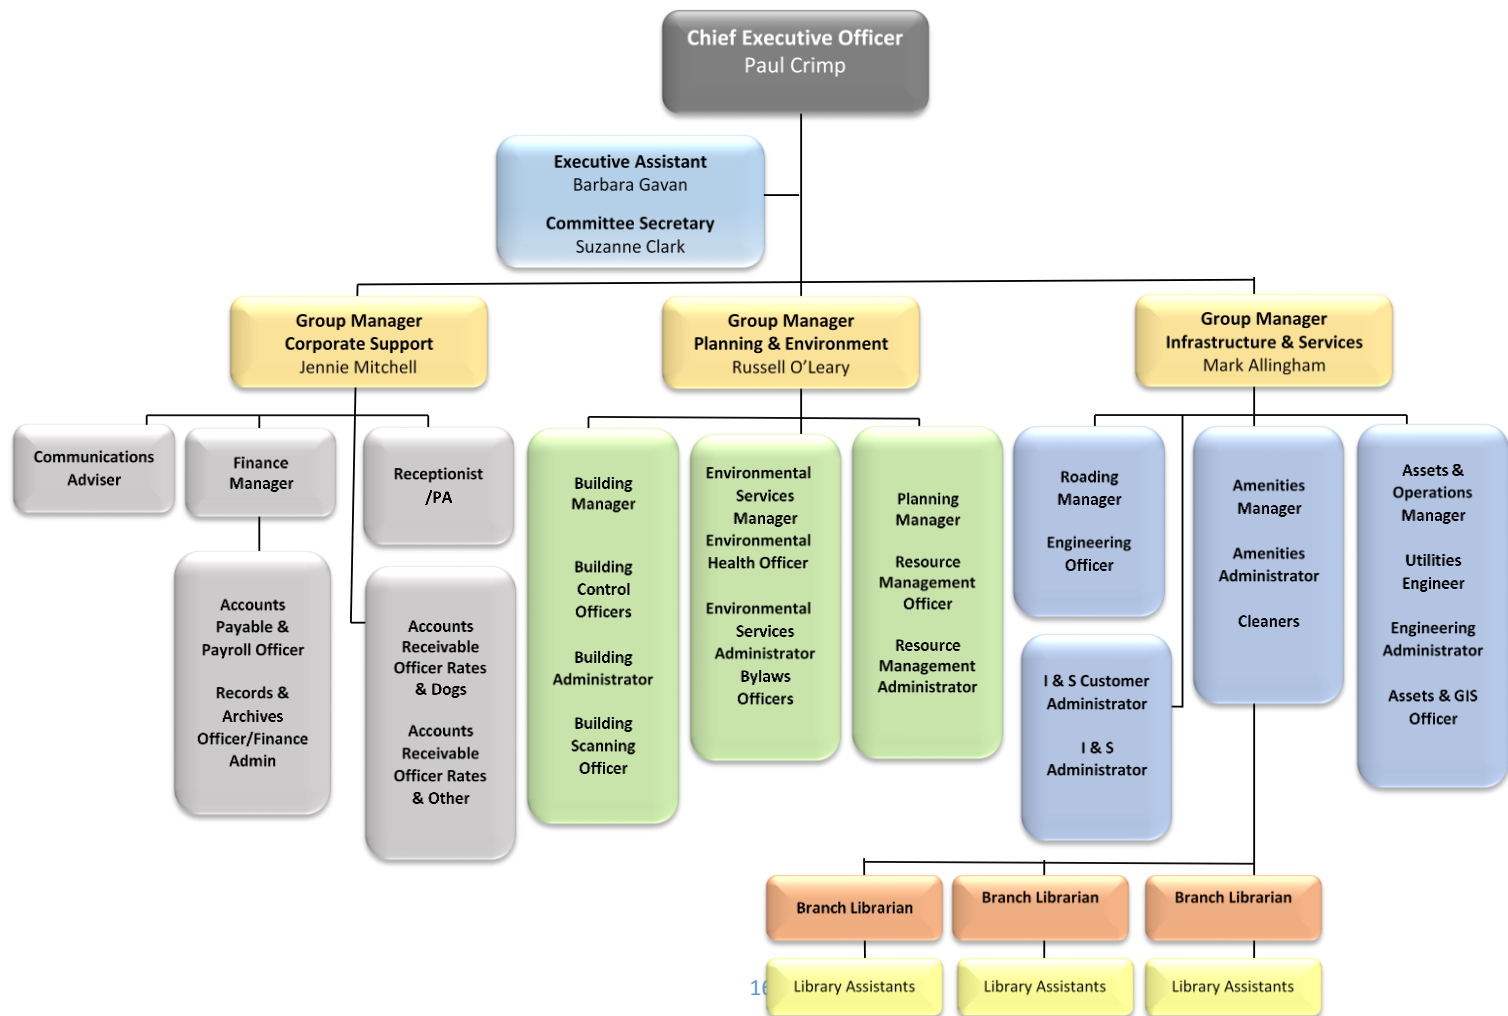 Chief Executive Officer
Paul Crimp
Executive Assistant
Barbara Gavan
Committee Secretary
Suzanne Clark
Group Manager
Corporate Support
Jennie Mitchell
Group Manager
Planning & Environment
Russell O’Leary
Group Manager
Infrastructure & Services
Mark Allingham
Communications
Adviser
Finance
Manager
Receptionist
/PA
Accounts
Payable &
Payroll Officer
Records &
Archives
Officer/Finance
Admin
Accounts
Receivable
Officer Rates
& Dogs
Accounts
Receivable
Officer Rates
& Other
Building
Manager
Building
Control
Officers
Building
Administrator
Building
Scanning
Officer
Environmental
Services
Manager
Environmental
Health Officer
Environmental
Services
Administrator
Bylaws
Officers
Planning
Manager
Resource
Management
Officer
Resource
Management
Administrator
Roading
Manager
Engineering
Officer
I & S Customer
Administrator
I & S
Administrator
Amenities
Manager
Amenities
Administrator
Cleaners
Assets &
Operations
Manager
Utilities
Engineer
Engineering
Administrator
Assets & GIS
Officer
Branch Librarian
Branch Librarian
Branch Librarian
Library Assistants
Library Assistants
Library Assistants